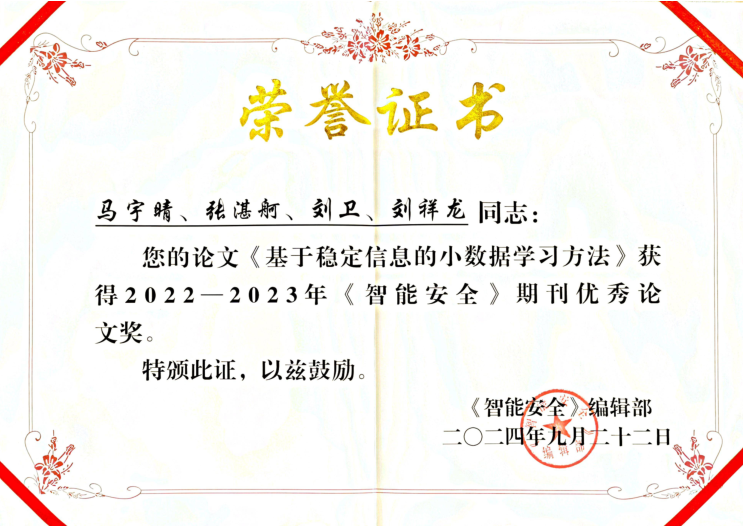 荣誉证书
马宇晴、张湛舸、刘卫、刘祥龙 同志：
您的论文《基于稳定信息的小数据学习方法》获
得2022—2023年《智能安全》期刊优秀论
文奖。
特颁此证，以兹鼓励。
《智能安全》编辑部
二〇二四年九月二十二日